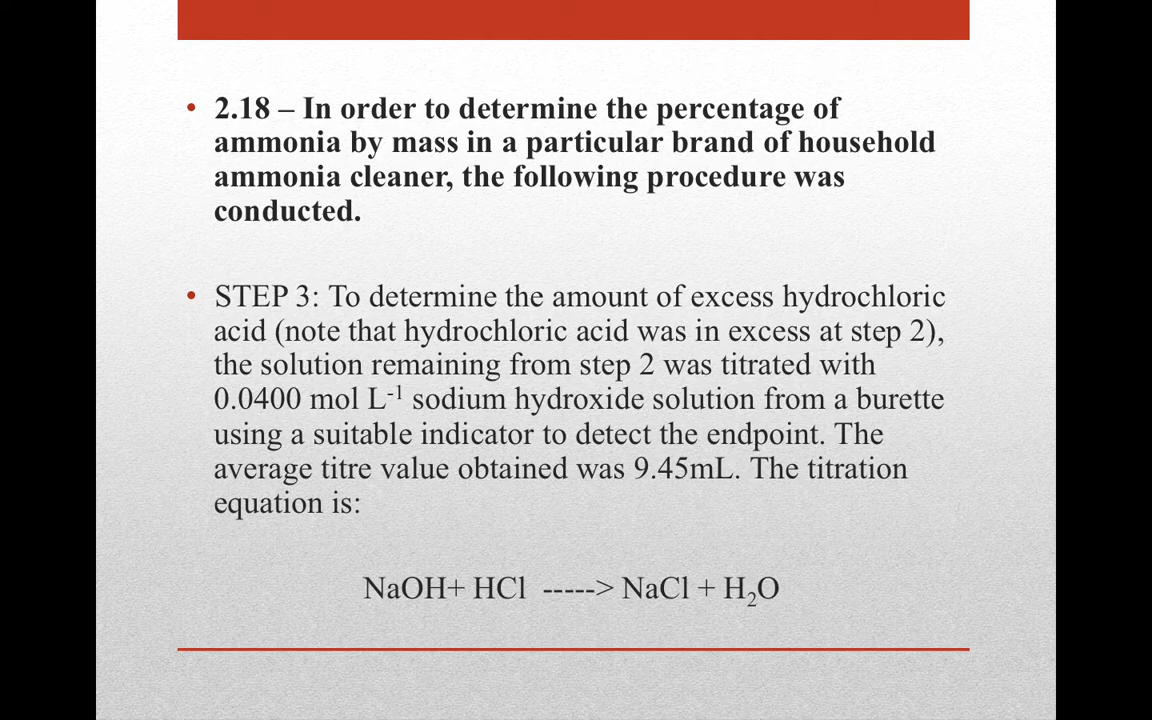 • 2.18 – In order to determine the percentage of
ammonia by mass in a particular brand of household
ammonia cleaner, the following procedure was
conducted.
• STEP 3: To determine the amount of excess hydrochloric
acid (note that hydrochloric acid was in excess at step 2),
the solution remaining from step 2 was titrated with
0.0400 mol L⁻¹ sodium hydroxide solution from a burette
using a suitable indicator to detect the endpoint. The
average titre value obtained was 9.45mL. The titration
equation is:
NaOH+ HCl -----> NaCl + H₂O